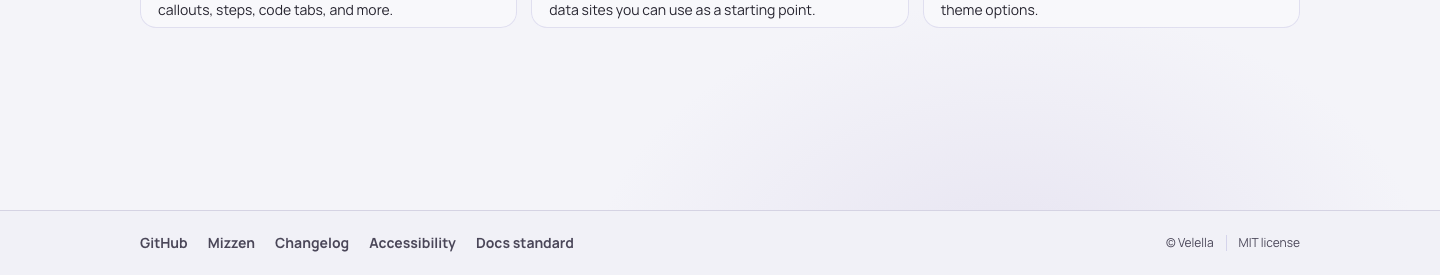 callouts, steps, code tabs, and more.
data sites you can use as a starting point.
theme options.
GitHub Mizzen Changelog Accessibility Docs standard
© Velella MIT license